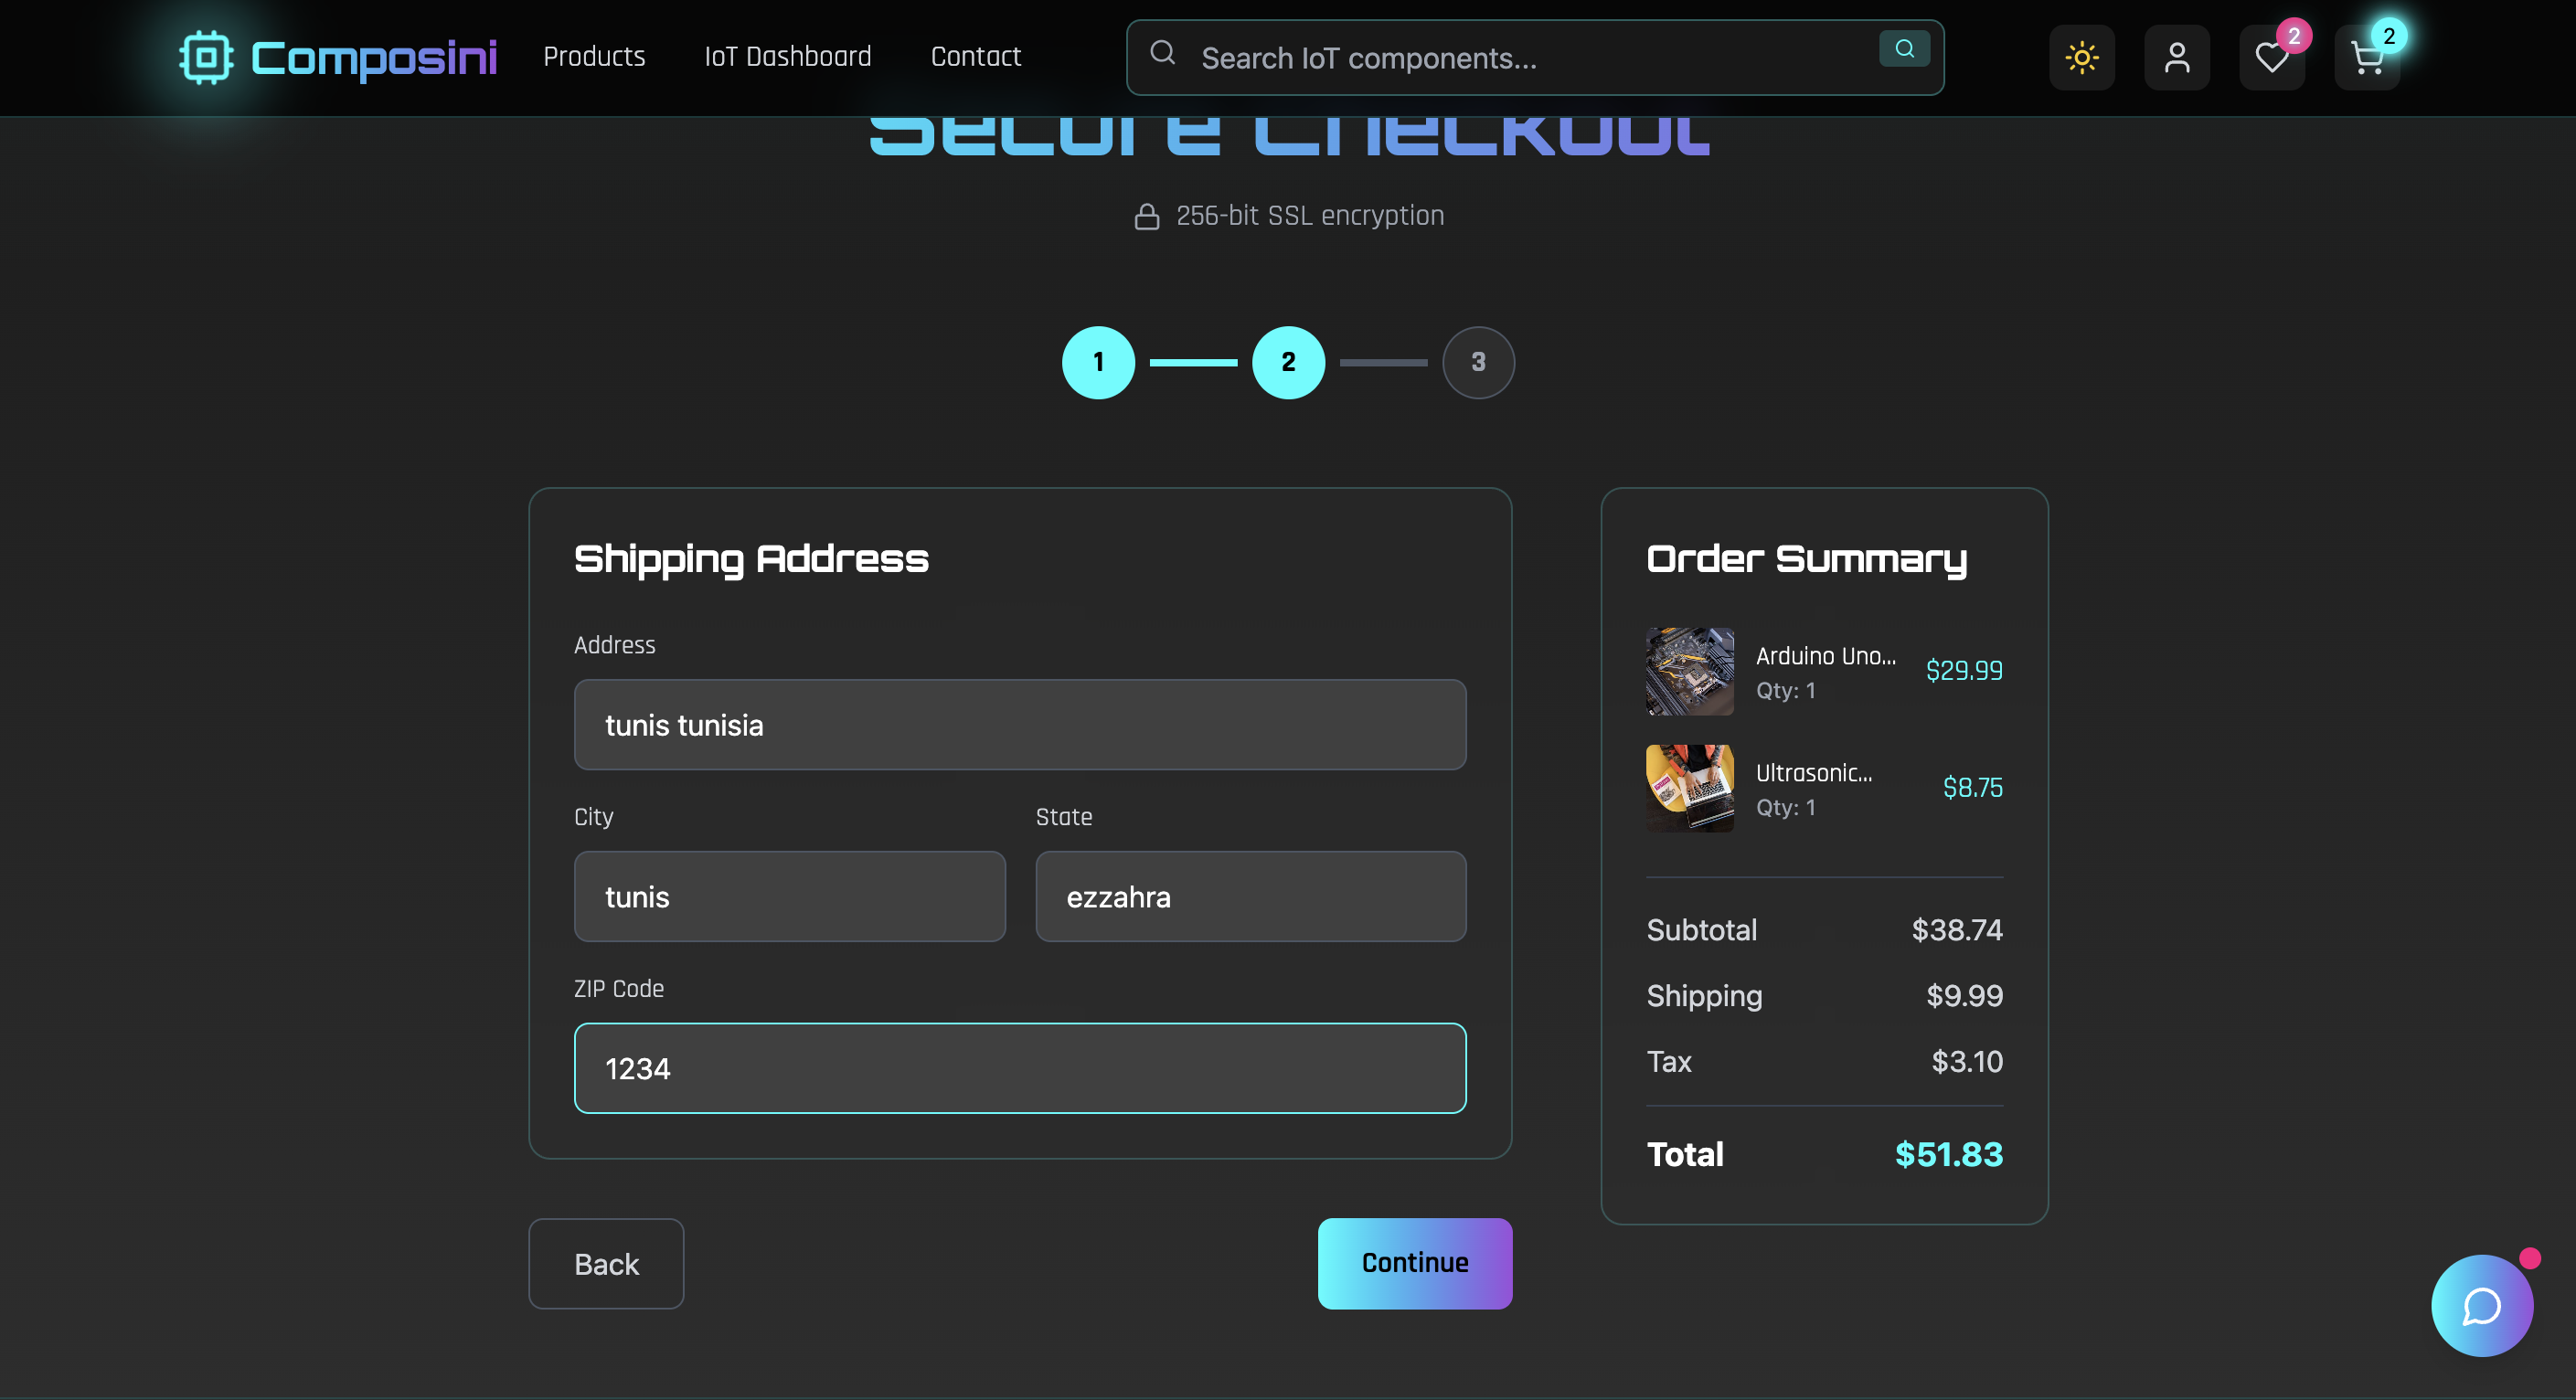 Composini
Products
IoT Dashboard
Contact
Search IoT components...
2
2
Secure Checkout
256-bit SSL encryption
1
2
3
Shipping Address
Address
tunis tunisia
City
State
tunis
ezzahra
ZIP Code
1234
Back
Continue
Order Summary
Arduino Uno...
Qty: 1
$29.99
Ultrasonic...
Qty: 1
$8.75
Subtotal
$38.74
Shipping
$9.99
Tax
$3.10
Total
$51.83